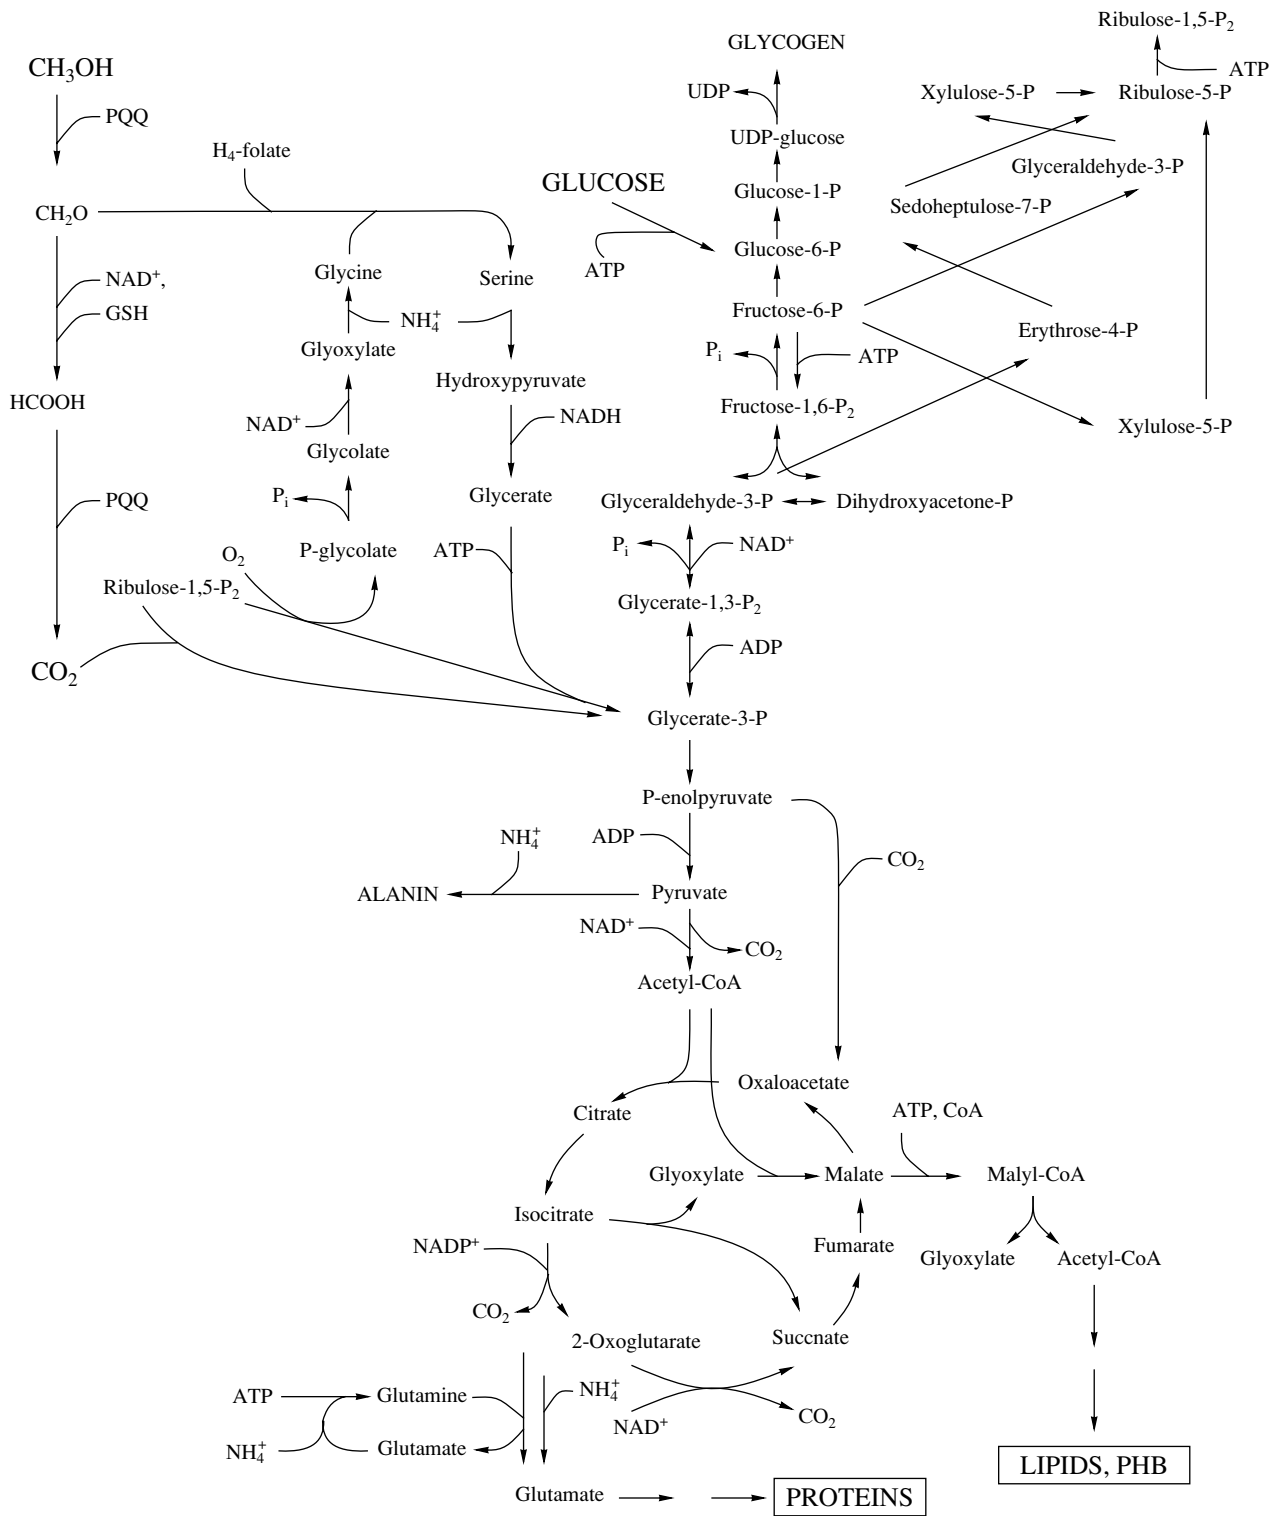 Ribulose-1,5-P2
GLYCOGEN
CH3OH
ATP
UDP
Xylulose-5-P
Ribulose-5-P
PQQ
UDP-glucose
H4-folate
Glyceraldehyde-3-P
GLUCOSE
Glucose-1-P
Sedoheptulose-7-P
CH2O
Glucose-6-P
ATP
Glycine
Serine
NAD+,
GSH
NH4+
Fructose-6-P
Erythrose-4-P
Glyoxylate
Pi
ATP
Hydroxypyruvate
HCOOH
Fructose-1,6-P2
NAD+
NADH
Xylulose-5-P
Glycolate
PQQ
Pi
Glycerate
Glyceraldehyde-3-P
Dihydroxyacetone-P
O2
P-glycolate
ATP
Pi
NAD+
Ribulose-1,5-P2
Glycerate-1,3-P2
ADP
CO2
Glycerate-3-P
P-enolpyruvate
NH4+
ADP
CO2
ALANIN
Pyruvate
NAD+
CO2
Acetyl-CoA
Oxaloacetate
Citrate
ATP, CoA
Glyoxylate
Malate
Malyl-CoA
Isocitrate
NADP+
Fumarate
Glyoxylate
Acetyl-CoA
CO2
2-Oxoglutarate
Succnate
ATP
Glutamine
NH4+
NAD+
CO2
NH4+
Glutamate
LIPIDS, PHB
Glutamate
PROTEINS